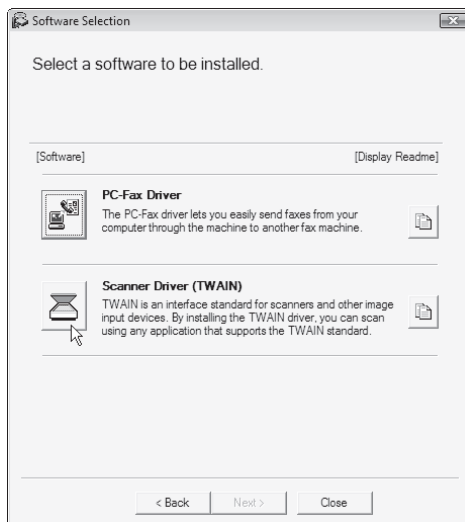 Software Selection
Select a software to be installed.
[Software] [Display Readme]
PC-Fax Driver
The PC-Fax driver lets you easily send faxes from your
computer through the machine to another fax machine.
Scanner Driver (TWAIN)
TWAIN is an interface standard for scanners and other image
input devices. By installing the TWAIN driver, you can scan
using any application that supports the TWAIN standard.
< Back Next > Close